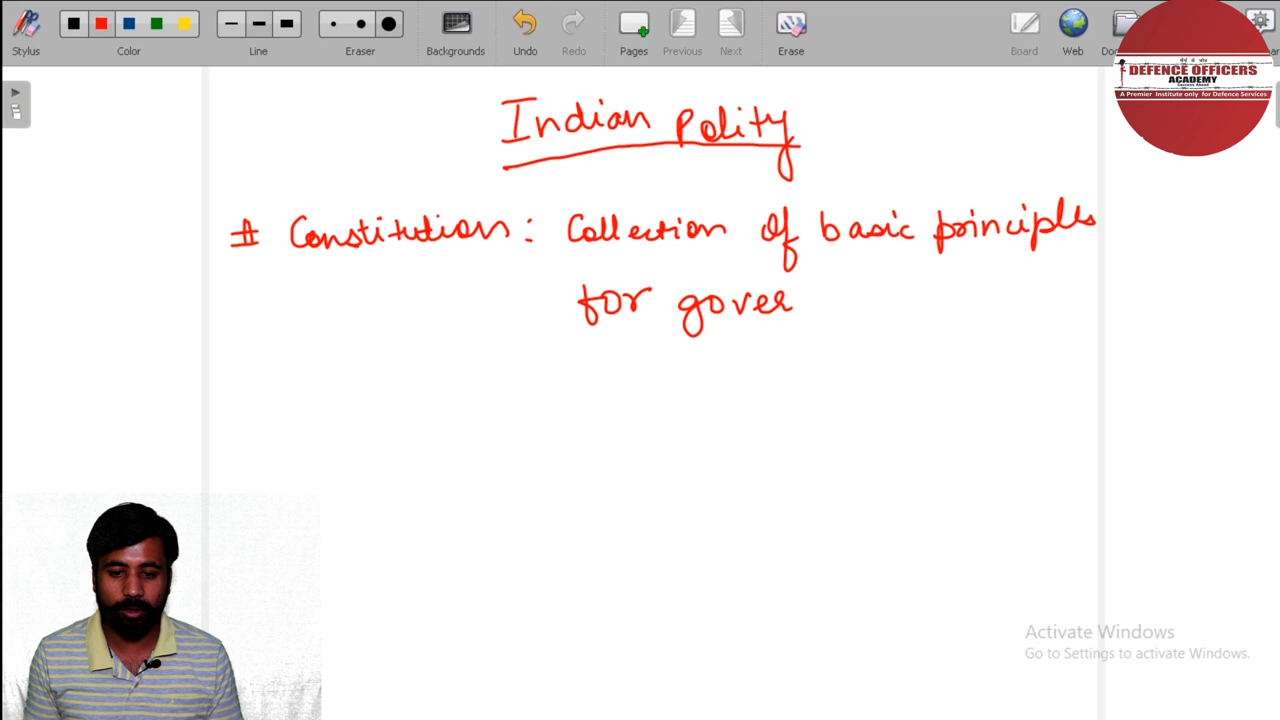 Stylus
Color
Line
Eraser
Backgrounds
Undo
Redo
Pages
Previous
Next
Erase
Board
Web
DEFENCE OFFICERS
ACADEMY
Success Ahead
A Premier Institute only for Defence Services
Indian Polity
# Constitution: Collection of basic principles
for gover
Activate Windows
Go to Settings to activate Windows.